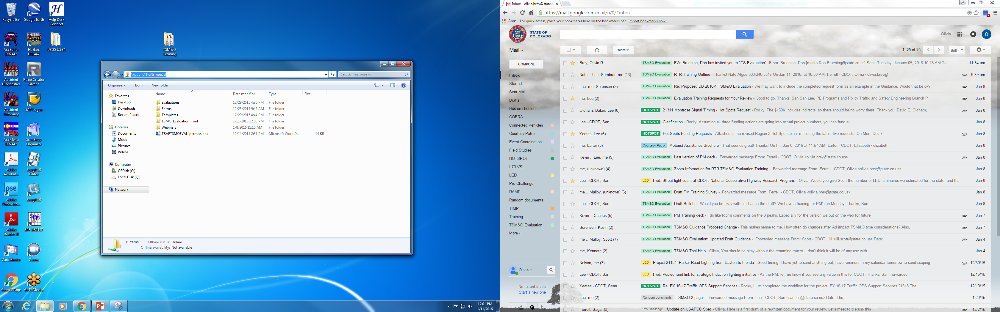 Recycle Bin
Google Earth
Help Desk
Connect
AccEditor
DR2447
HazLoc
DR2447
US 85 US 34
TSM&O
Training
Accident
Diagnostics
Roxio Creator
Silver 7
Accident
Summary
SAP Logon
AccMenu
DR2447
ScanSnap
Organizer
Adobe
Acrobat...
Snagit 10
Editor
Adobe
Photosho...
Snagit 10
Adobe
Reader XI
SPF DR2447
CardMinder
Zoom
Google Apps
GoToMeet...
\\public\Traftsmoeval
Search Traftsmoeval
Organize
Burn
New folder
Favorites
Desktop
Downloads
Recent Places
Libraries
Documents
Music
Pictures
Videos
Computer
OSDisk (C:)
Local Disk (Q:)
Network
Name Date modified Type Size
Evaluations 12/29/2015 4:36 PM File folder
Forms 12/23/2015 9:45 AM File folder
Templates 12/29/2015 4:44 PM File folder
TSMO_Evaluation_Tool 1/11/2016 12:00 PM File folder
Webinars 1/8/2016 11:15 AM File folder
TRAFTSMOEVAL-permissions 12/14/2015 2:37 PM Microsoft Word D... 14 KB
6 items Offline status: Online
Offline availability: Not available
12:01 PM
1/11/2016
Inbox - olivia.brey@state.c
https://mail.google.com/mail/u/0/#inbox
Apps For quick access, place your bookmarks here on the bookmarks bar. Import bookmarks now...
STATE OF
COLORADO
Olivia
O
Mail
More
1–25 of 25
COMPOSE
Inbox
Starred
Sent Mail
Drafts
Bus on shoulder
COBRA
Connected Vehicles
Courtesy Patrol
Event Coordination
Field Studies
HOTSPOT
I-70 VSL
LED
Pro Challenge
RAMP
Random documents
TIMP
Training
TSM&O Evaluation
More
Olivia
No recent chats
Start a new one
Brey, Olivia R TSM&O Evaluation FW: Bruening, Rob has invited you to 'ITS Evaluation' - From: Bruening, Rob [mailto:Rob.Bruening@state.co.us] Sent: Tuesday, January 05, 2016 10:18 AM To: 11:54 am
Nate .. Lee, Sembrat, me (13) TSM&O Evaluation RTR Training Outline - Thanks! Nate Algoe 303-246-3517 On Jan 11, 2016, at 10:30 AM, Ferrell - CDOT, Olivia <olivia.brey@ 9:59 am
Lee, me, Sorensen (3) TSM&O Evaluation Re: Proposed DB 2016-1 TSM&O Evaluation - We may want to include the completed request form as an example in the Guidance. Would that be ok? Jan 8
me, Lee (2) TSM&O Evaluation Evaluation Training Requests for Your Review - Good to go. Thanks, San San Lee, PE Programs and Policy Traffic and Safety Engineering Branch P Jan 8
Oldham, Baker, Lee (6) HOTSPOT 21311 Montrose Signal Timing - Hot Spots Request - Rocky, The $150K includes indirects, so there should be no worry there. Thank you, David E. Oldham, Jan 8
Lee - CDOT, San HOTSPOT Clarification - Rocky, Assuming all three funding actions are going into actual project numbers, you can fund all Jan 8
Yeates, Lee (6) HOTSPOT Hot Spots Funding Requests - Attached is the revised Region 3 Hot Spots plan, reflecting the latest two requests. On Mon, Dec 7, Jan 8
me, Larter (3) Courtesy Patrol Motorist Assistance Brochure - That sounds great! Thanks! On Fri, Jan 8, 2016 at 11:57 AM, Larter - CDOT, Elizabeth <elizabeth. Jan 8
Kevin .. Lee, me (9) TSM&O Evaluation Last version of PM deck - Forwarded message From: Ferrell - CDOT, Olivia <olivia.brey@state.co.us> Jan 8
me, (unknown) (4) TSM&O Evaluation Zoom Information for RTR TSM&O Evaluation Training - Forwarded message From: Ferrell - CDOT, Olivia <olivia.brey@state.co.us> Jan 8
Lee - CDOT, San LED Fwd: Street light count at CDOT. National Cooperative Highway Research Program. - Olivia, Would you give Scott the number of LED luminaires we estimated for the state, and tha Jan 8
me .. Malloy, (unknown) (6) TSM&O Evaluation Draft PM Training Survey - Forwarded message From: Ferrell - CDOT, Olivia <olivia.brey@state.co.us> Jan 8
Lee - CDOT, San TSM&O Evaluation Draft Bulletin - Would you be okay with us sharing the draft? We have a training for PM's on Monday. Thanks, San Jan 8
Kevin .. Charles (5) TSM&O Evaluation PM Training deck - I do like Rich's comments on the 3 peaks. Especially for the version we put on the web for future Jan 7
Sorensen, Kevin (2) TSM&O Evaluation TSM&O Guidance Proposed Change - This makes sense to me. How often do changes after Ad impact TSM&O type considerations? Also, Jan 7
me .. Malloy, Scott (7) TSM&O Evaluation TSM&O Evaluation: Updated Draft Guidance - Forwarded message From: Scott - CDOT, Jill <jill.scott@state.co.us> Date: Jan 4
me, Kenneth (2) TSM&O Evaluation TSM&O Tool Help - Olivia, You should be okay without the renaming macro. I don't think it will be of any use with Jan 4
Nelson, me (3) LED Project 21184, Parker Road Lighting from Dayton to Florida - Good timing, I have yet to send anything out, have reminder in my calendar tomorrow to send scoping 12/30/15
Lee - CDOT, San LED Fwd: Pooled fund link for strategic Induction lighting initiative - As the PM, let me know if you see any value in this for CDOT. Thanks, San Forwarded 12/16/15
Yeates - CDOT, Sean HOTSPOT Re: FY 16-17 Traffic OPS Support Services - Rocky, I just completed the workflow for the project: FY 16-17 Traffic OPS Support Services 21318 The 12/10/15
Lee, me (2) Random documents TSM&O 2 pager - Forwarded message From: Lee - CDOT, San <san.lee@state.co.us> Date: Thu, 12/3/15
Ferrell, Sagar (3) Pro Challenge Update on USAPCC Spec - Olivia, Here is a first draft of a rewritten document for your review. Let's meet to discuss this 12/2/15